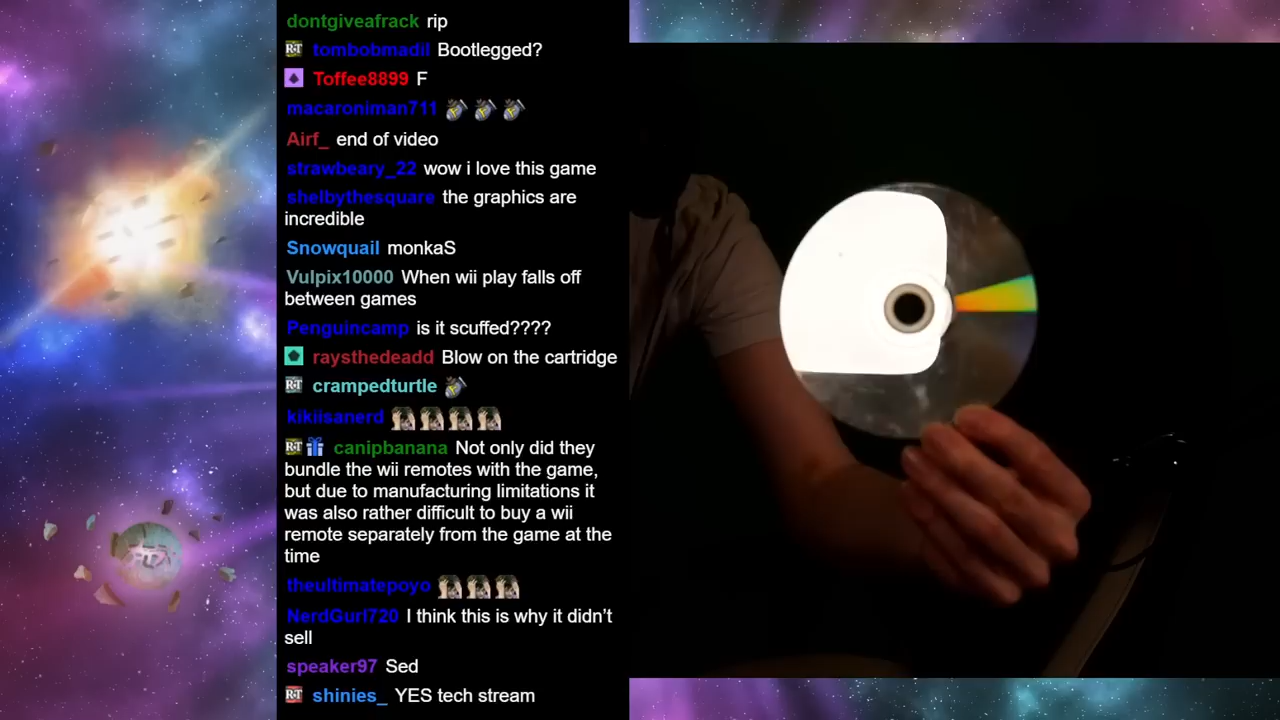 dontgiveafrack rip
RT tombobmadil Bootlegged?
Toffee8899 F
macaroniman711
Airf_ end of video
strawbeary_22 wow i love this game
shelbythesquare the graphics are
incredible
Snowquail monkaS
Vulpix10000 When wii play falls off
between games
Penguincamp is it scuffed????
raysthedeadd Blow on the cartridge
RT crampedturtle
kikiisanerd
RT canipbanana Not only did they
bundle the wii remotes with the game,
but due to manufacturing limitations it
was also rather difficult to buy a wii
remote separately from the game at the
time
theultimatepoyo
NerdGurl720 I think this is why it didn't
sell
speaker97 Sed
RT shinies_ YES tech stream